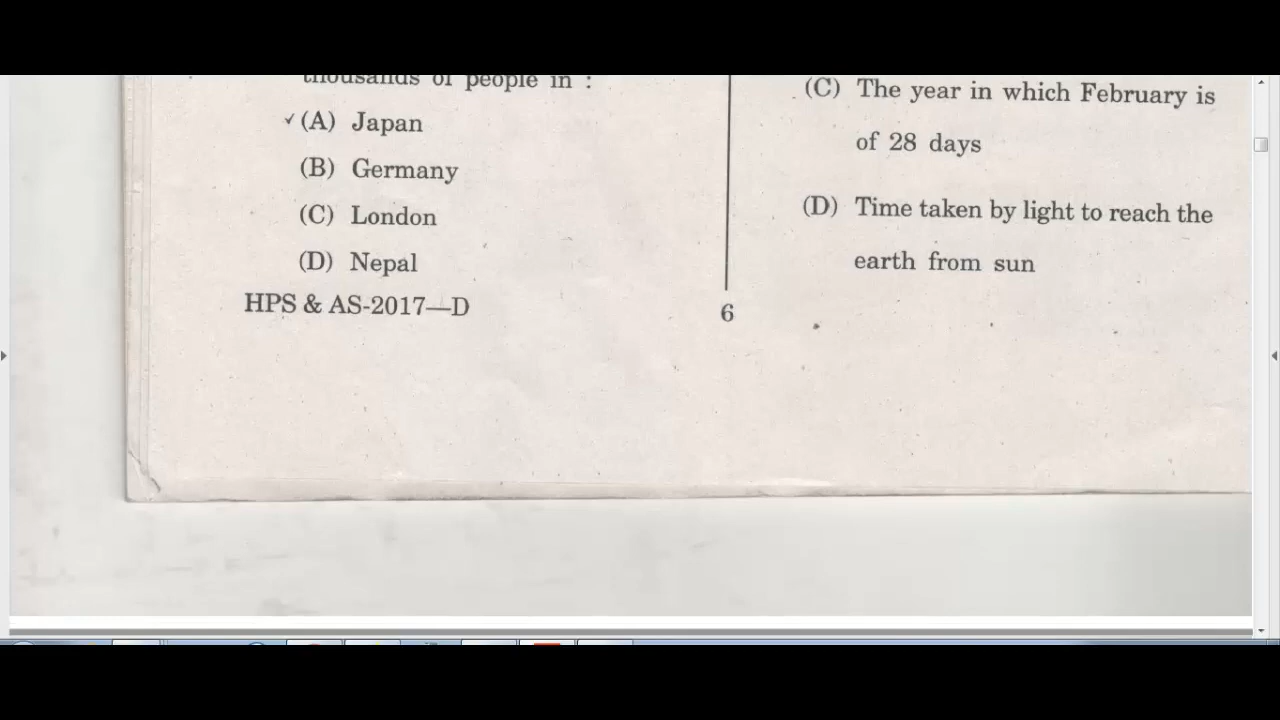 thousands of people in :
(A) Japan
(B) Germany
(C) London
(D) Nepal
HPS & AS-2017—D
(C) The year in which February is
of 28 days
(D) Time taken by light to reach the
earth from sun
6